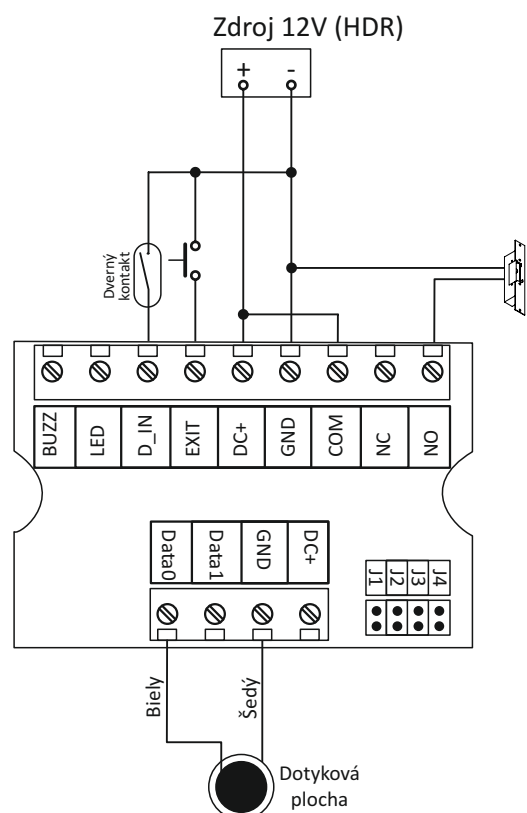 Zdroj 12V (HDR)
+ -
Dverný
kontakt
BUZZ
LED
D_IN
EXIT
DC+
GND
COM
NC
NO
Data0
Data1
GND
DC+
J1
J2
J3
J4
Biely
Šedý
Dotyková
plocha